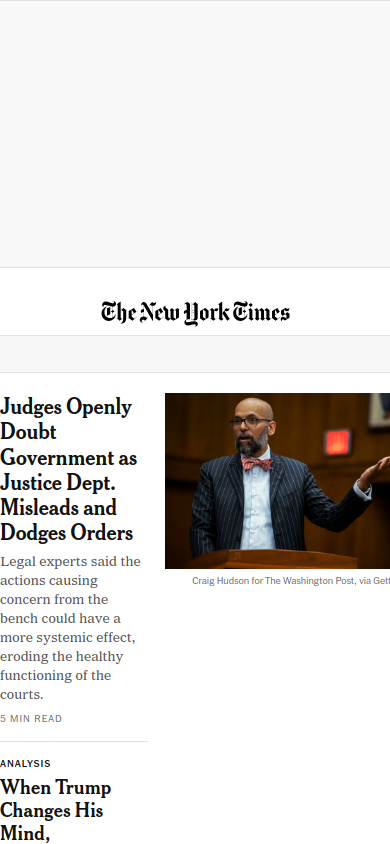 The New York Times
Judges Openly
Doubt
Government as
Justice Dept.
Misleads and
Dodges Orders
Legal experts said the
actions causing
concern from the
bench could have a
more systemic effect,
eroding the healthy
functioning of the
courts.
5 MIN READ
Craig Hudson for The Washington Post, via
ANALYSIS
When Trump
Changes His
Mind,